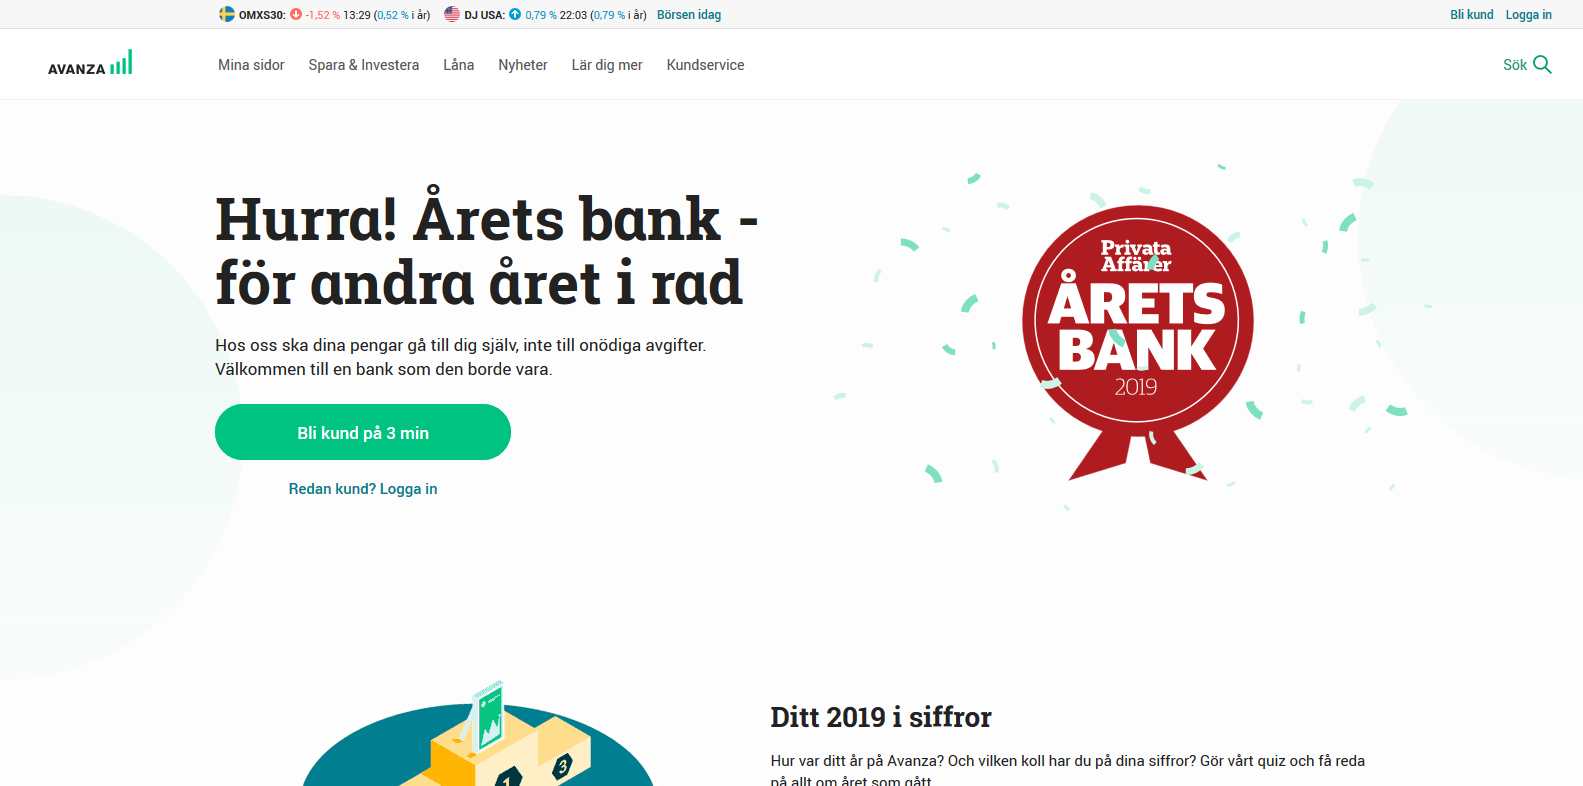 OMXS30: -1,52 % 13:29 (0,52 % i år) DJ USA: 0,79 % 22:03 (0,79 % i år) Börsen idag Bli kund Logga in
AVANZA Mina sidor Spara & Investera Låna Nyheter Lär dig mer Kundservice Sök
Hurra! Årets bank -
för andra året i rad
Hos oss ska dina pengar gå till dig själv, inte till onödiga avgifter.
Välkommen till en bank som den borde vara.
Bli kund på 3 min
Redan kund? Logga in
Privata
Affärer
ÅRETS
BANK
2019
1
3
Ditt 2019 i siffror
Hur var ditt år på Avanza? Och vilken koll har du på dina siffror? Gör vårt quiz och få reda
på allt om året som gått